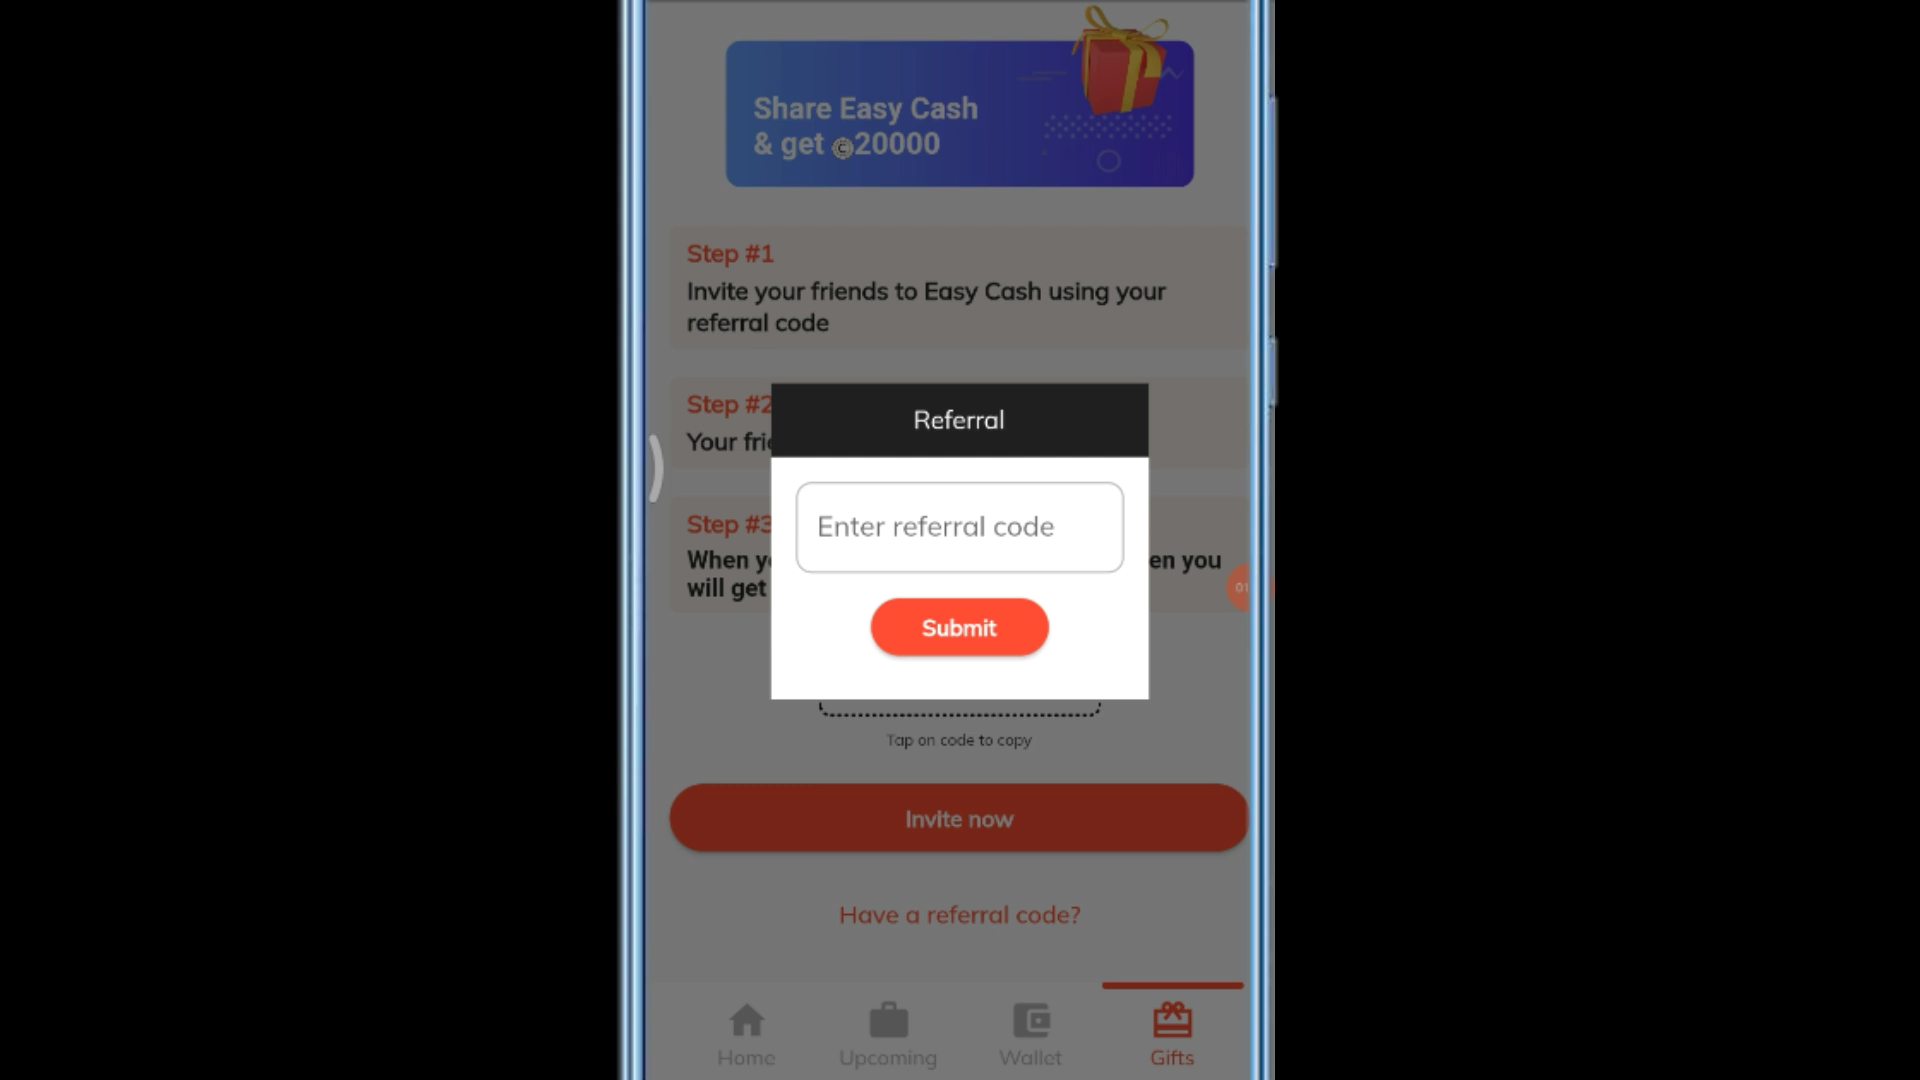 Share Easy Cash
& get ©20000
Step #1
Invite your friends to Easy Cash using your
referral code
Step #2
Your
Step #3
When en you
will get
Referral
Enter referral code
Submit
01
Tap on code to copy
Invite now
Have a referral code?
Home Upcoming Wallet Gifts